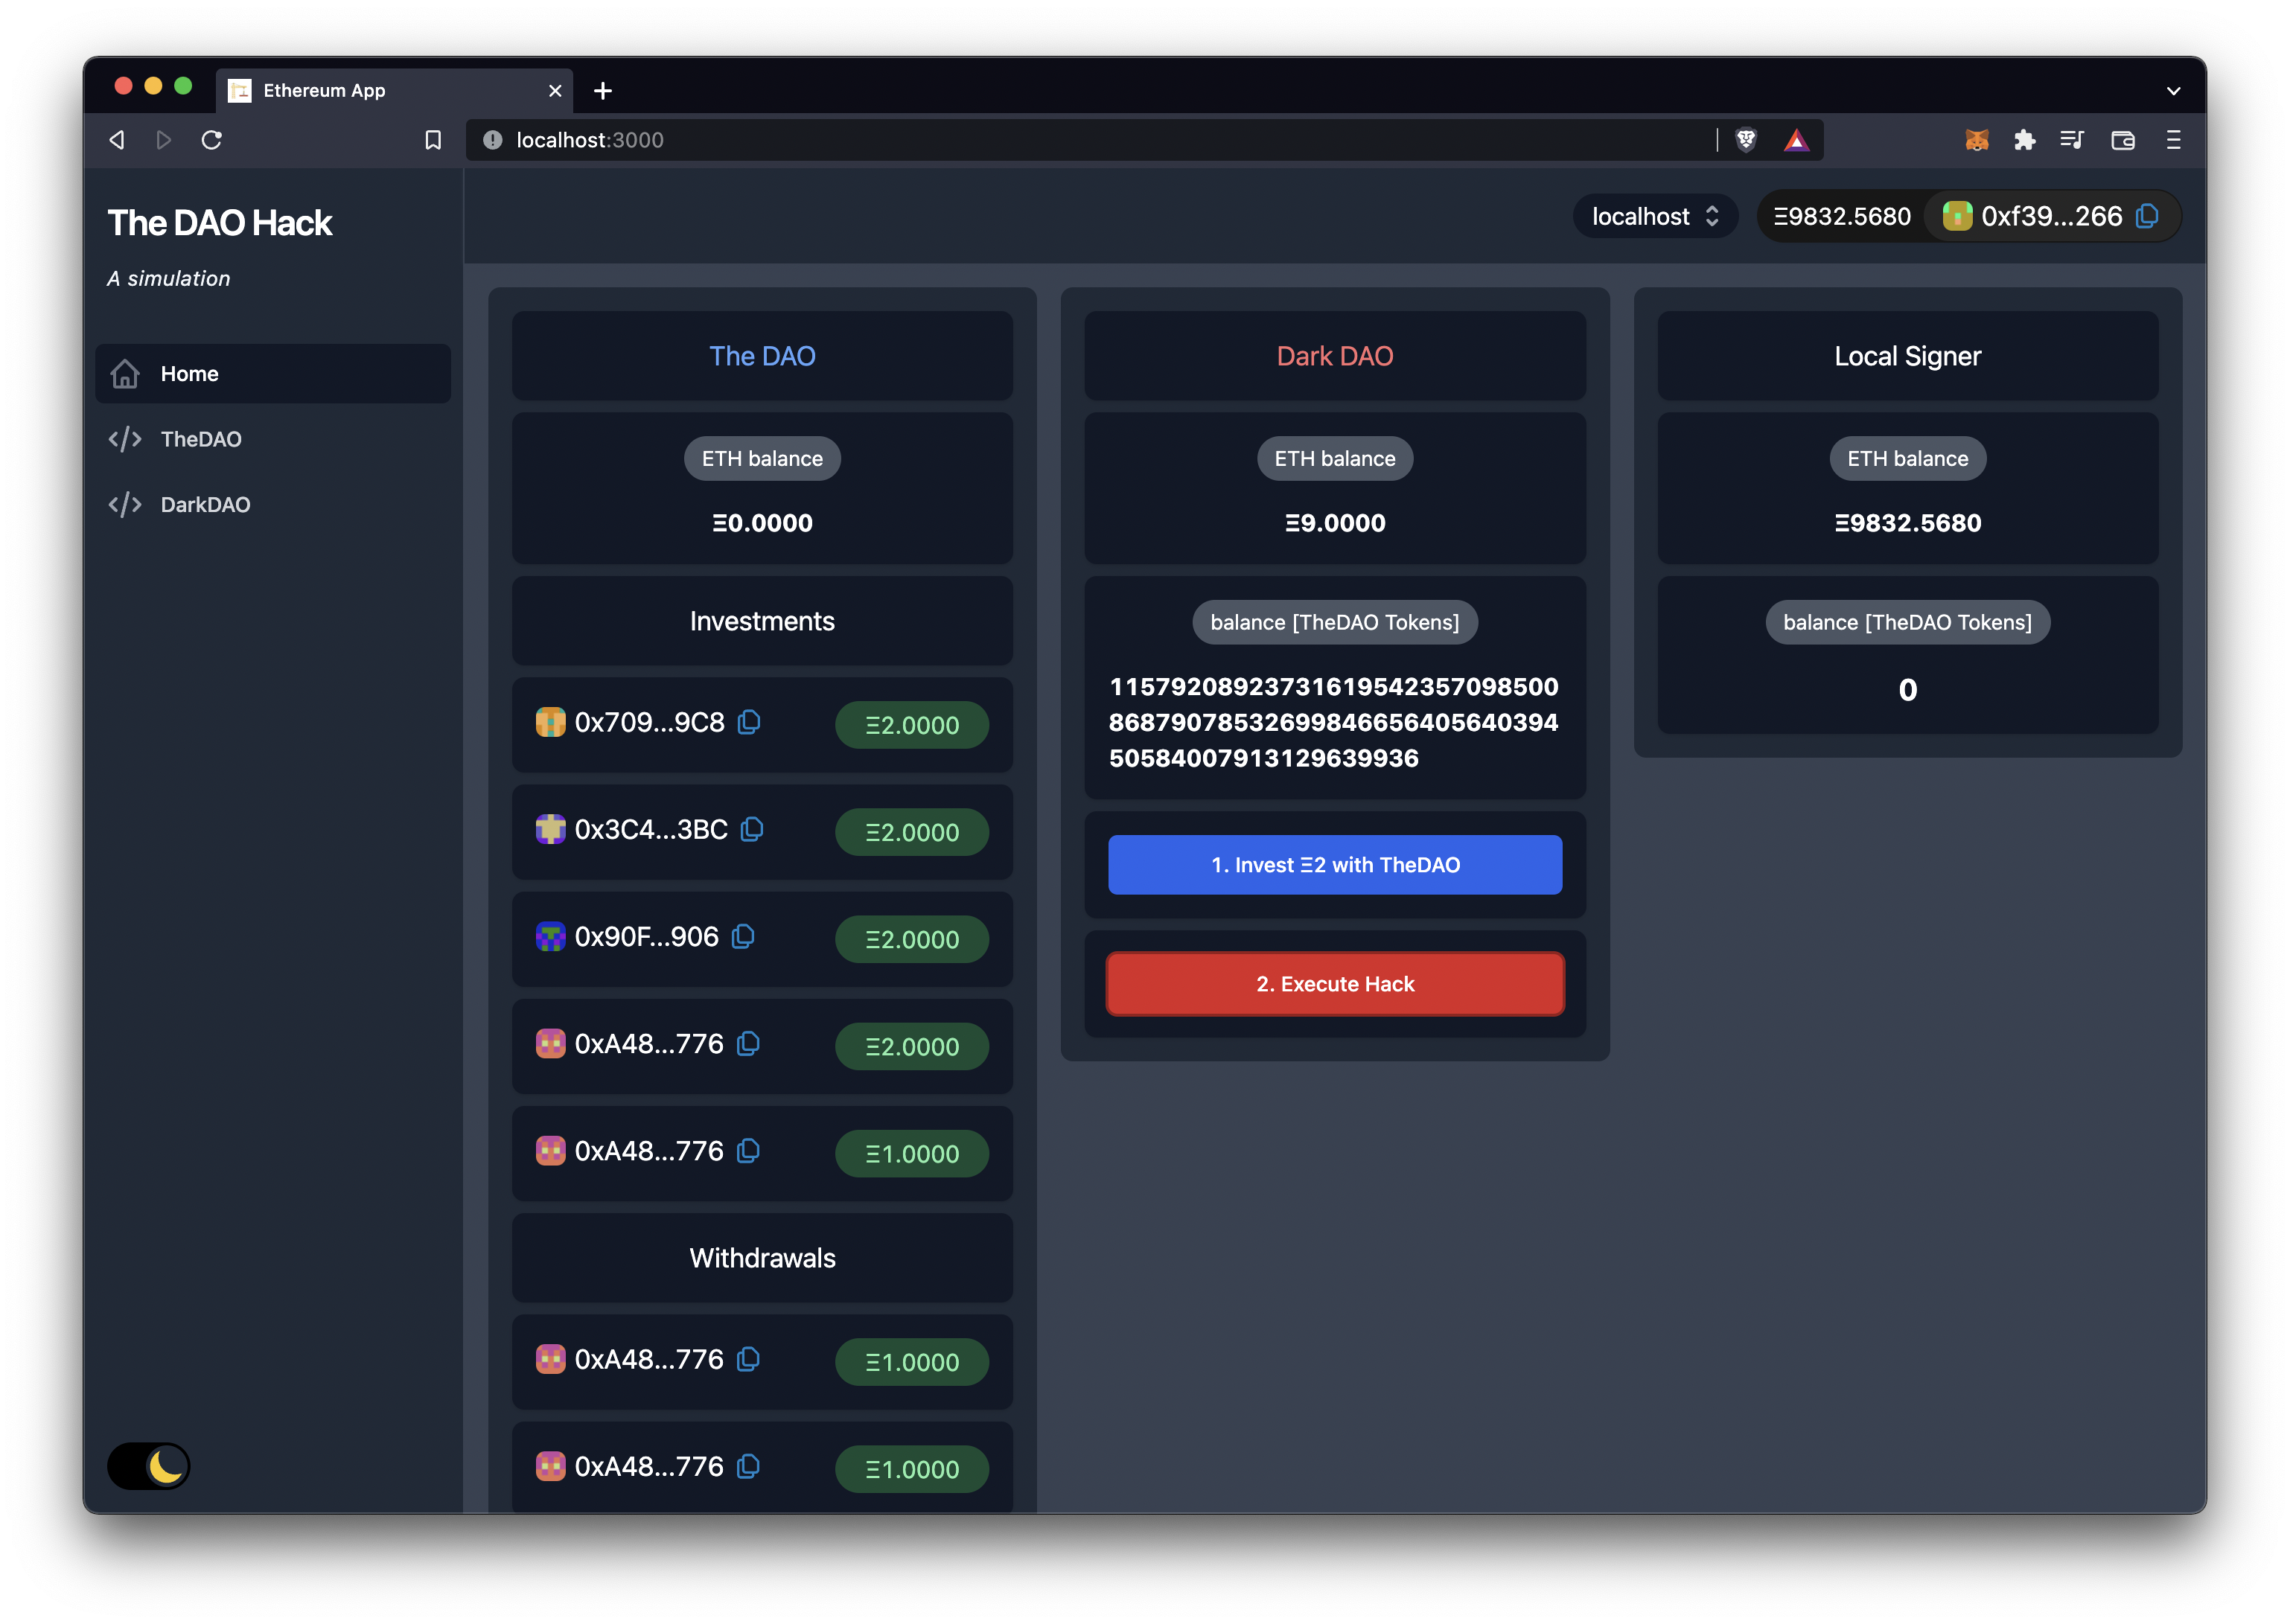 Ethereum App
localhost:3000
The DAO Hack
A simulation
Home
TheDAO
DarkDAO
localhost
Ξ9832.5680
0xf39...266
The DAO
ETH balance
Ξ0.0000
Investments
0x709...9C8
Ξ2.0000
0x3C4...3BC
Ξ2.0000
0x90F...906
Ξ2.0000
0xA48...776
Ξ2.0000
0xA48...776
Ξ1.0000
Withdrawals
0xA48...776
Ξ1.0000
0xA48...776
Ξ1.0000
Dark DAO
ETH balance
Ξ9.0000
balance [TheDAO Tokens]
11579208923731619542357098500
86879078532699846656405640394
50584007913129639936
1. Invest Ξ2 with TheDAO
2. Execute Hack
Local Signer
ETH balance
Ξ9832.5680
balance [TheDAO Tokens]
0